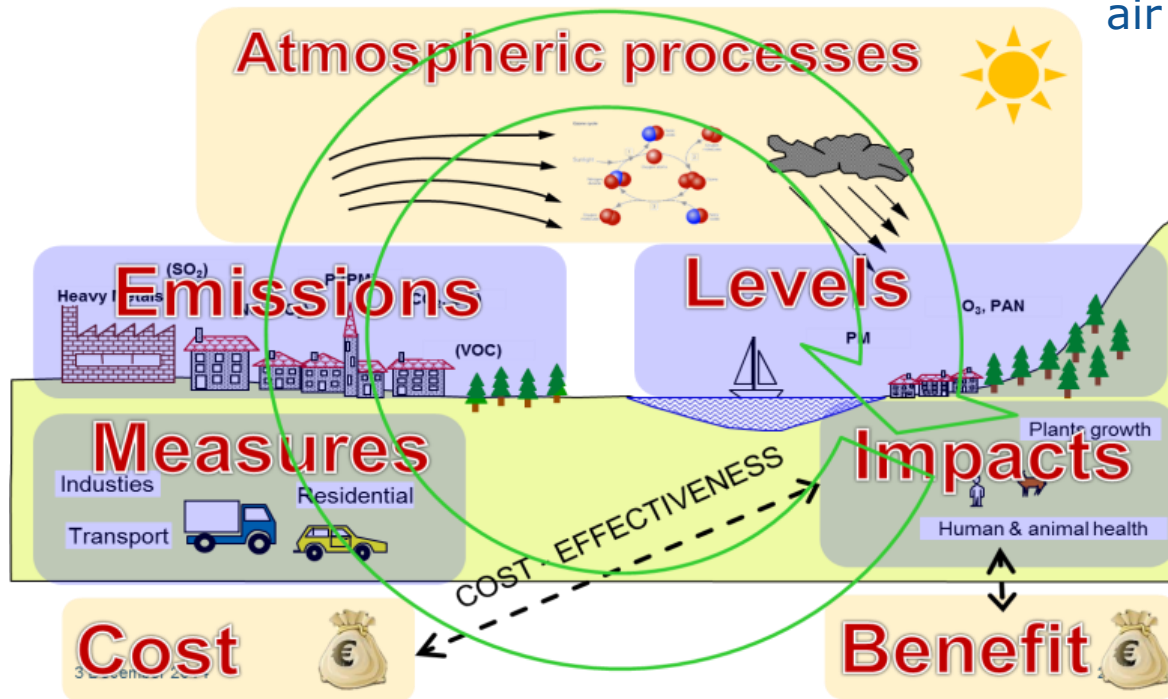 air
Atmospheric processes
Emissions
(SO₂)
Heavy Metals
(VOC)
Levels
O₃, PAN
PM
Measures
Industies
Residential
Transport
COST - EFFECTIVENESS
Impacts
Plants growth
Human & animal health
Cost
€
Benefit
€